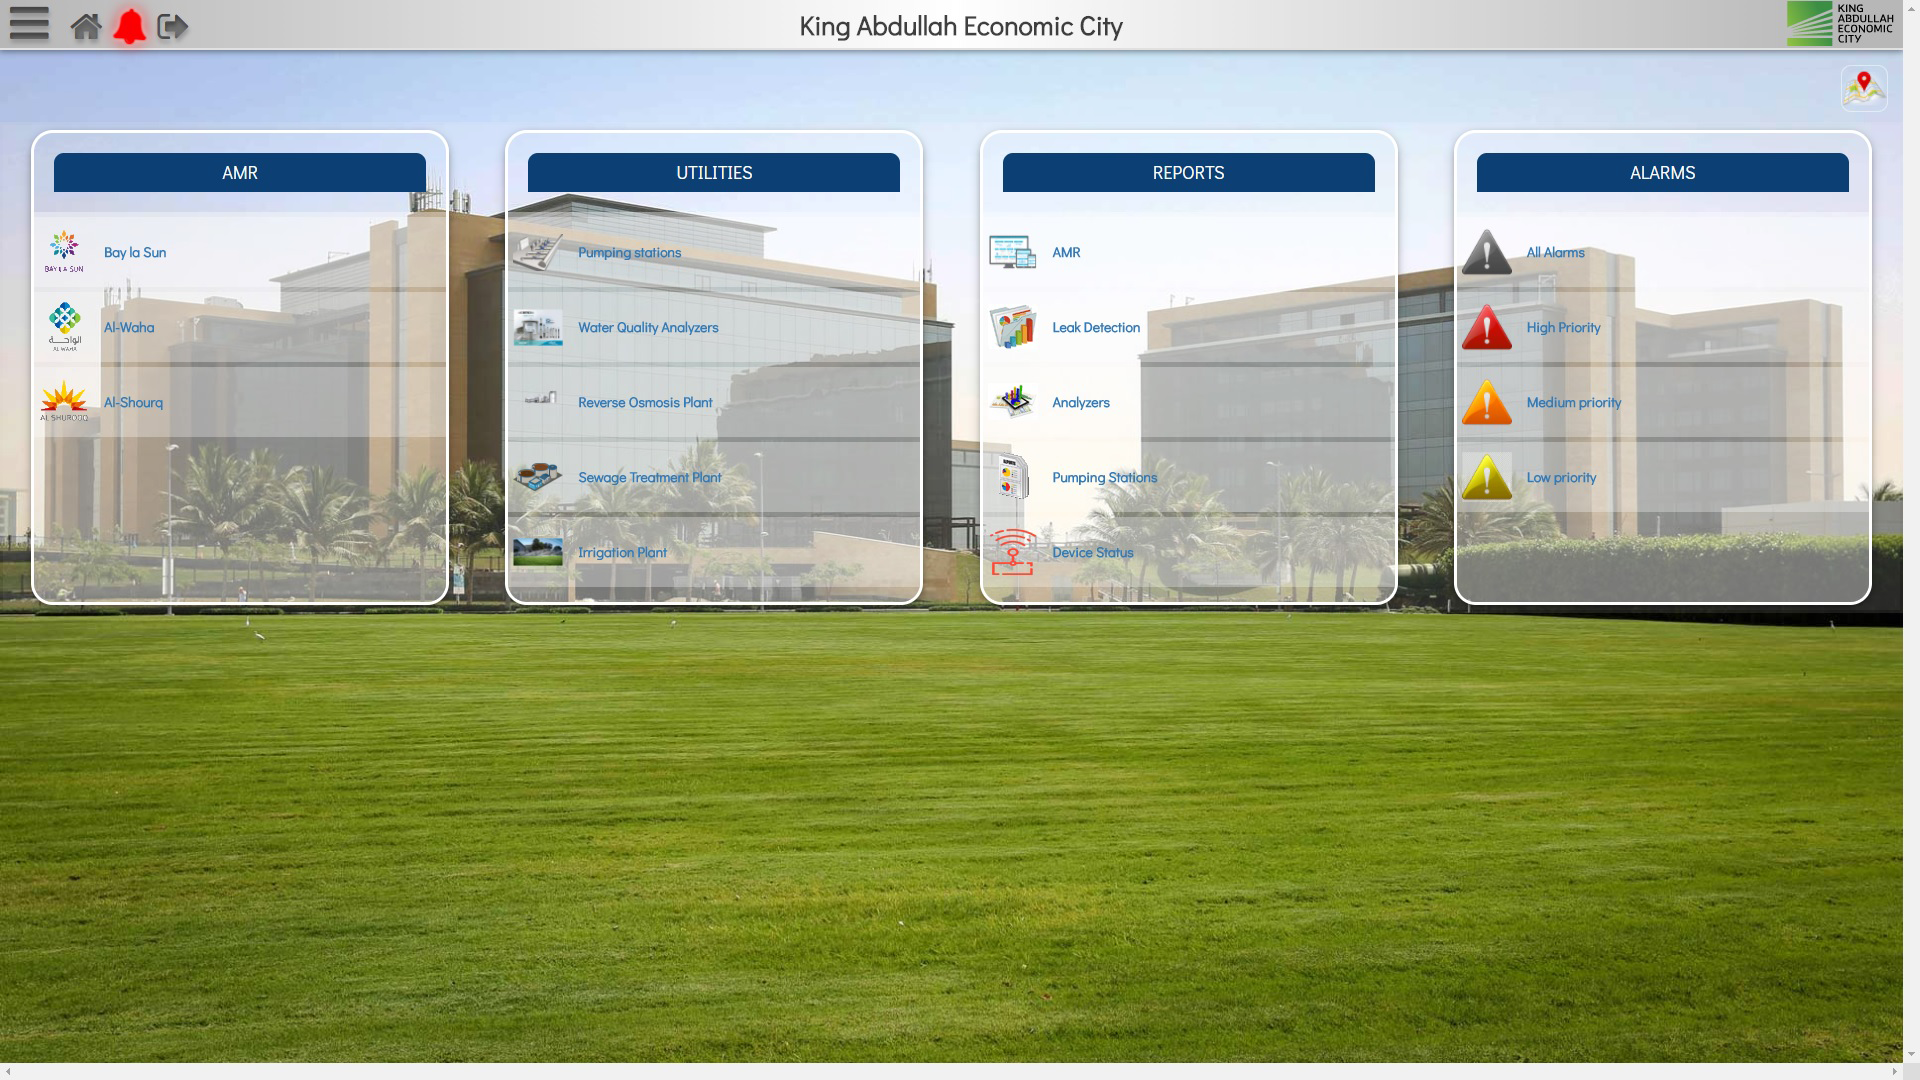 King Abdullah Economic City
KING
ABDULLAH
ECONOMIC
CITY
AMR
BAY LA SUN
Bay la Sun
الواحة
AL WAHA
Al-Waha
AL SHUROOQ
Al-Shourq
UTILITIES
Pumping stations
Water Quality Analyzers
Reverse Osmosis Plant
Sewage Treatment Plant
Irrigation Plant
REPORTS
AMR
Leak Detection
Analyzers
Pumping Stations
Device Status
ALARMS
All Alarms
High Priority
Medium priority
Low priority